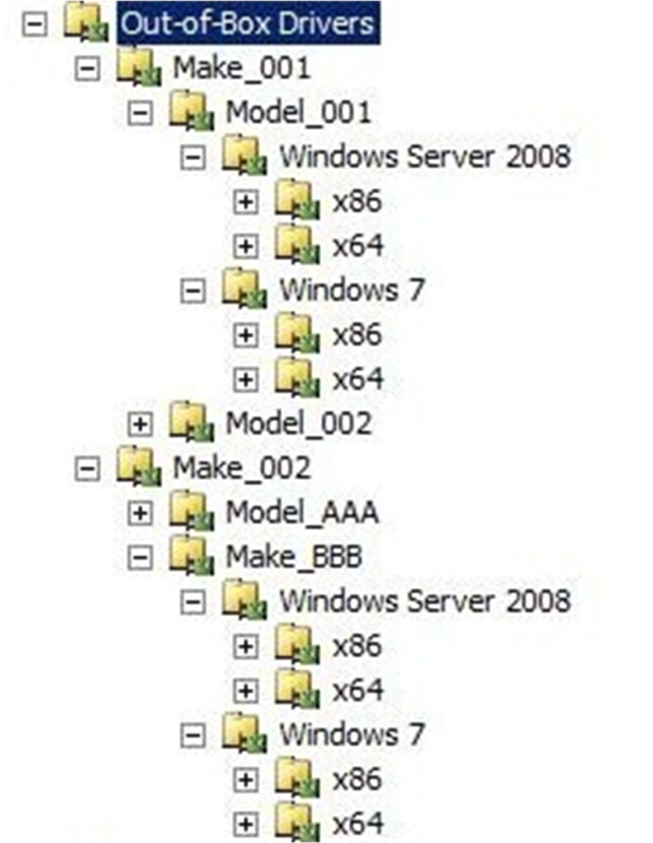 Out-of-Box Drivers
Make_001
Model_001
Windows Server 2008
x86
x64
Windows 7
x86
x64
Model_002
Make_002
Model_AAA
Make_BBB
Windows Server 2008
x86
x64
Windows 7
x86
x64